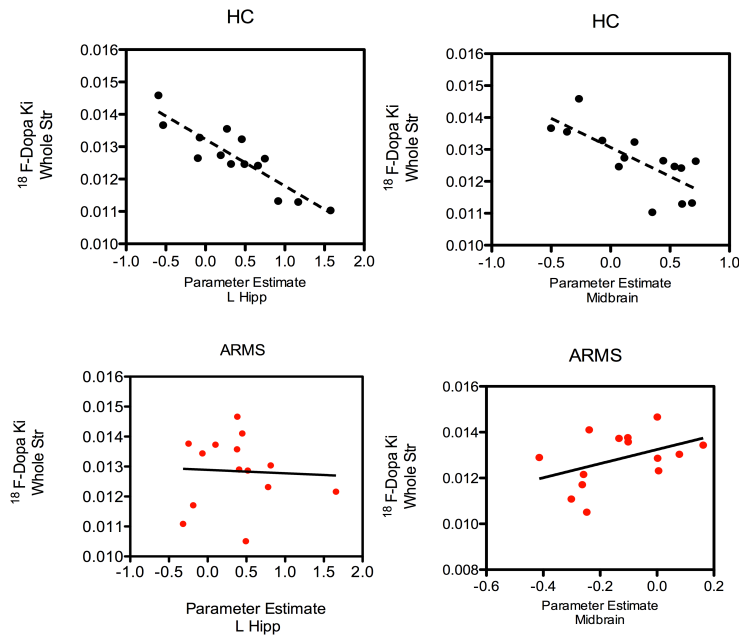 HC
0.016
0.015
0.014
0.013
0.012
0.011
0.010
-1.0 -0.5 0.0 0.5 1.0 1.5 2.0
18 F-Dopa Ki
Whole Str
Parameter Estimate
L Hipp
HC
0.016
0.015
0.014
0.013
0.012
0.011
0.010
-1.0 -0.5 0.0 0.5 1.0
18 F-Dopa Ki
Whole Str
Parameter Estimate
Midbrain
ARMS
0.016
0.015
0.014
0.013
0.012
0.011
0.010
-1.0 -0.5 0.0 0.5 1.0 1.5 2.0
18 F-Dopa Ki
Whole Str
Parameter Estimate
L Hipp
ARMS
0.016
0.014
0.012
0.010
0.008
-0.6 -0.4 -0.2 0.0 0.2
18 F-Dopa Ki
Whole Str
Parameter Estimate
Midbrain